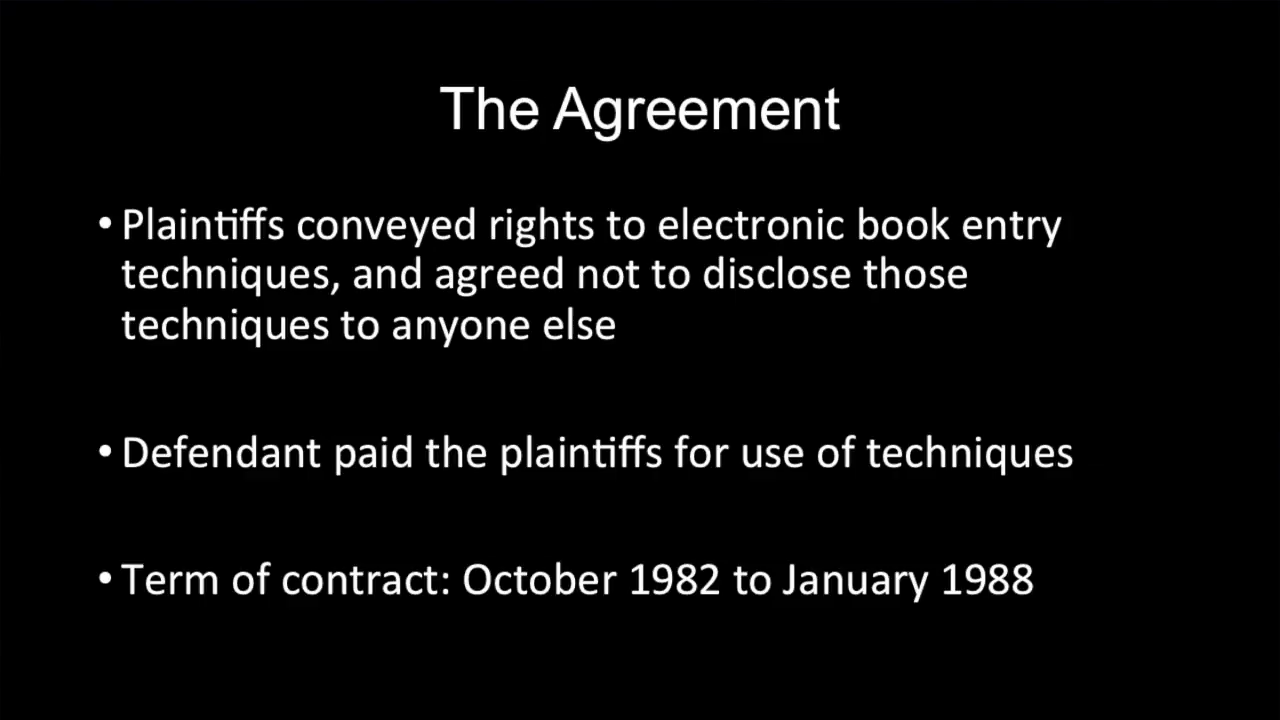 The Agreement
• Plaintiffs conveyed rights to electronic book entry
techniques, and agreed not to disclose those
techniques to anyone else
• Defendant paid the plaintiffs for use of techniques
• Term of contract: October 1982 to January 1988